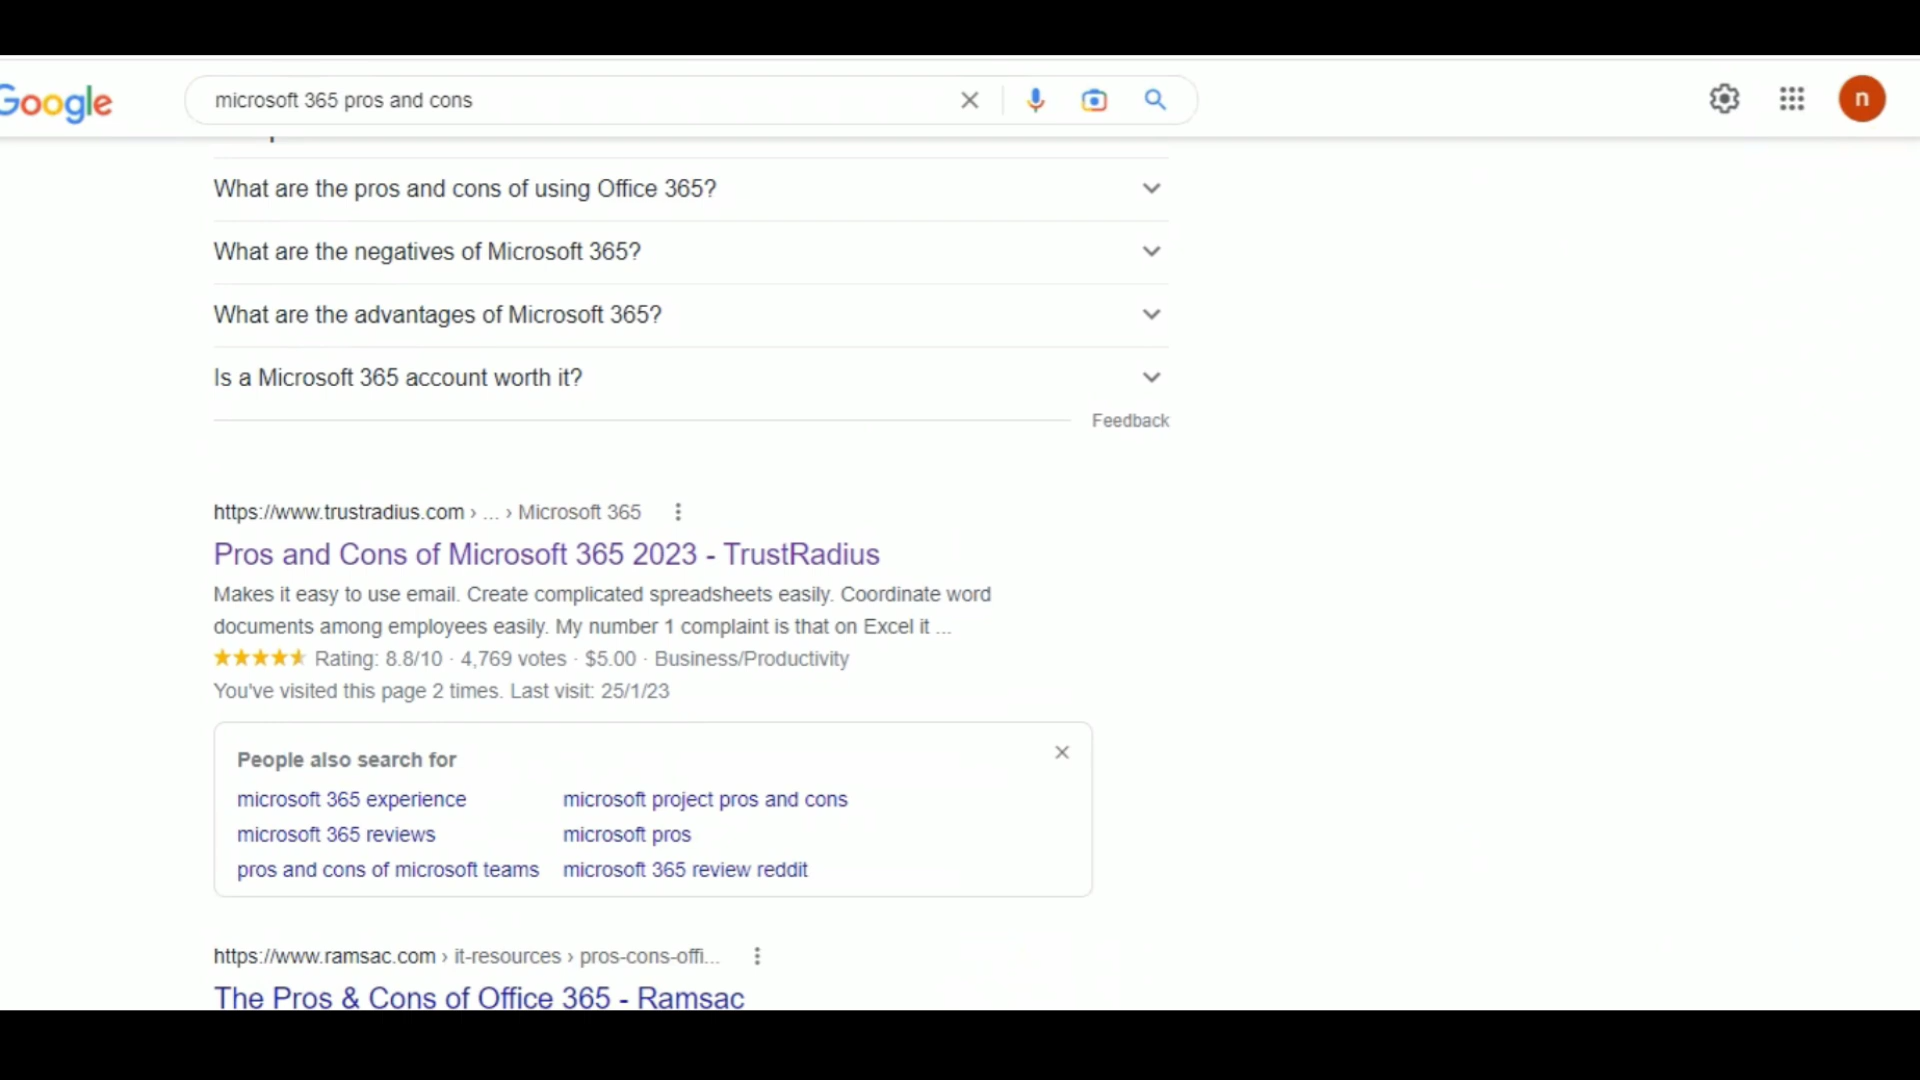 Google
microsoft 365 pros and cons
n
What are the pros and cons of using Office 365?
What are the negatives of Microsoft 365?
What are the advantages of Microsoft 365?
Is a Microsoft 365 account worth it?
Feedback
https://www.trustradius.com › ... › Microsoft 365
Pros and Cons of Microsoft 365 2023 - TrustRadius
Makes it easy to use email. Create complicated spreadsheets easily. Coordinate word
documents among employees easily. My number 1 complaint is that on Excel it ...
Rating: 8.8/10 · 4,769 votes · $5.00 · Business/Productivity
You've visited this page 2 times. Last visit: 25/1/23
People also search for
microsoft 365 experience microsoft project pros and cons
microsoft 365 reviews microsoft pros
pros and cons of microsoft teams microsoft 365 review reddit
https://www.ramsac.com › it-resources › pros-cons-offi...
The Pros & Cons of Office 365 - Ramsac